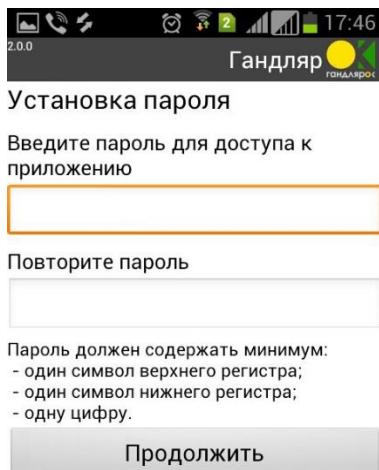 2 17:46
2.0.0
Гандляр
гандлярок
Установка пароля
Введите пароль для доступа к
приложению
Повторите пароль
Пароль должен содержать минимум:
- один символ верхнего регистра;
- один символ нижнего регистра;
- одну цифру.
Продолжить